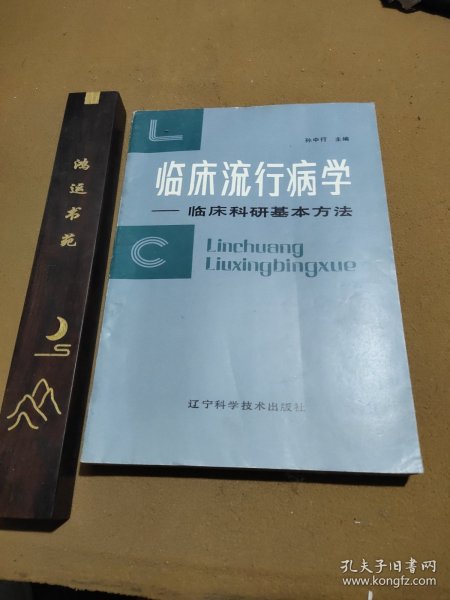 鸿运书苑
L
孙中行 主编
临床流行病学
—— 临床科研基本方法
C
Linchuang
Liuxingbingxue
辽宁科学技术出版社
孔夫子旧书网
www.kongfz.com